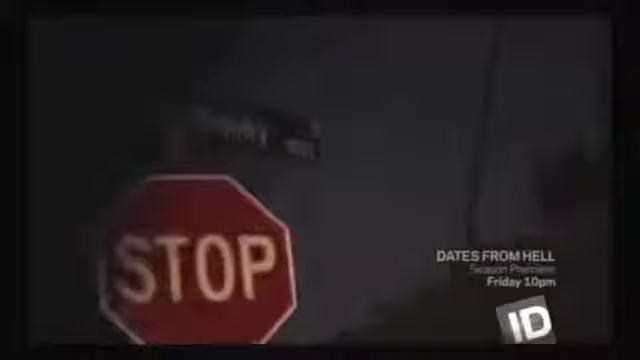 STOP
DATES FROM HELL
Season Premiere
Friday 10pm
ID